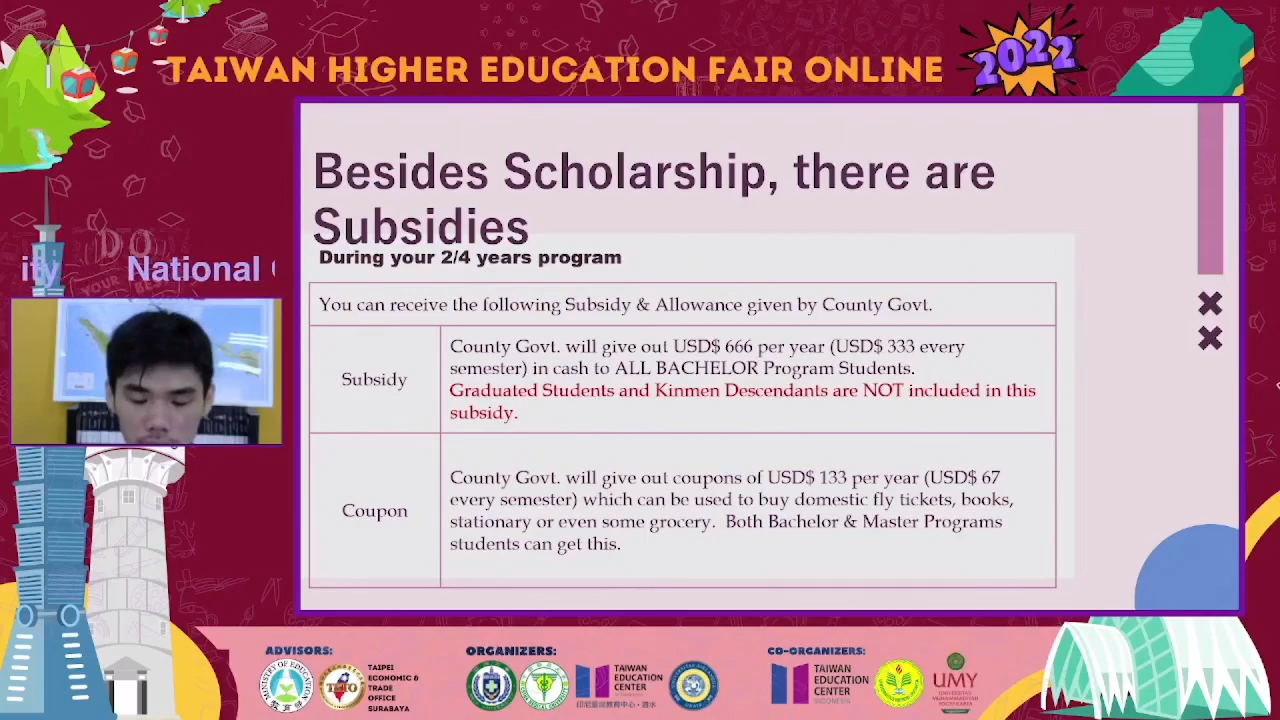 TAIWAN HIGHER EDUCATION FAIR ONLINE
2022
Besides Scholarship, there are
Subsidies
During your 2/4 years program
You can receive the following Subsidy & Allowance given by County Govt.
Subsidy
County Govt. will give out USD$ 666 per year (USD$ 333 every
semester) in cash to ALL BACHELOR Program Students.
Graduated Students and Kinmen Descendants are NOT included in this
subsidy.
Coupon
County Govt. will give out coupons USD$ 133 per year (USD$ 67
every semester) which can be used to buy domestic fly tickets, books,
stationary or even some grocery. Both Bachelor & Master Programs
students can get this.
ity National
ADVISORS:
TAIPEI
ECONOMIC &
TRADE
OFFICE
SURABAYA
ORGANIZERS:
TAIWAN
EDUCATION
CENTER
CO-ORGANIZERS:
TAIWAN
EDUCATION
CENTER
INDONESIA
UMY